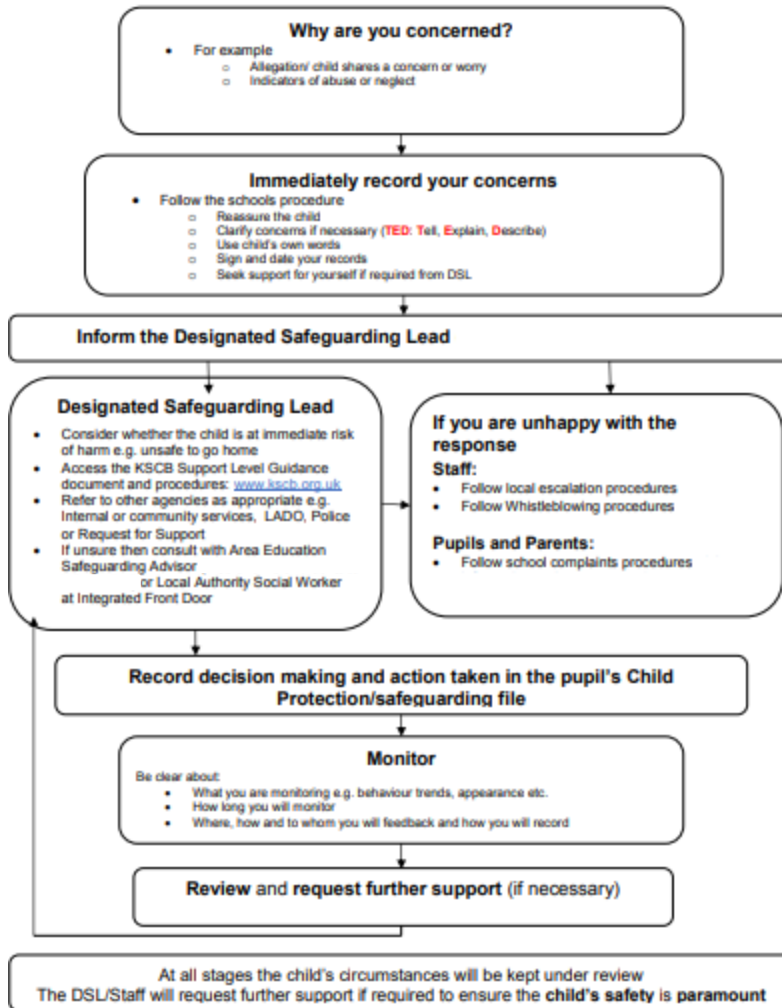 Why are you concerned?
• For example
o Allegation/ child shares a concern or worry
o Indicators of abuse or neglect
Immediately record your concerns
• Follow the schools procedure
o Reassure the child
o Clarify concerns if necessary (TED: Tell, Explain, Describe)
o Use child's own words
o Sign and date your records
o Seek support for yourself if required from DSL
Inform the Designated Safeguarding Lead
Designated Safeguarding Lead
• Consider whether the child is at immediate risk
of harm e.g. unsafe to go home
• Access the KSCB Support Level Guidance
document and procedures: www.kscb.org.uk
• Refer to other agencies as appropriate e.g.
Internal or community services, LADO, Police
or Request for Support
• If unsure then consult with Area Education
Safeguarding Advisor
or Local Authority Social Worker
at Integrated Front Door
If you are unhappy with the
response
Staff:
• Follow local escalation procedures
• Follow Whistleblowing procedures
Pupils and Parents:
• Follow school complaints procedures
Record decision making and action taken in the pupil's Child
Protection/safeguarding file
Monitor
Be clear about:
• What you are monitoring e.g. behaviour trends, appearance etc.
• How long you will monitor
• Where, how and to whom you will feedback and how you will record
Review and request further support (if necessary)
At all stages the child's circumstances will be kept under review
The DSL/Staff will request further support if required to ensure the child's safety is paramount